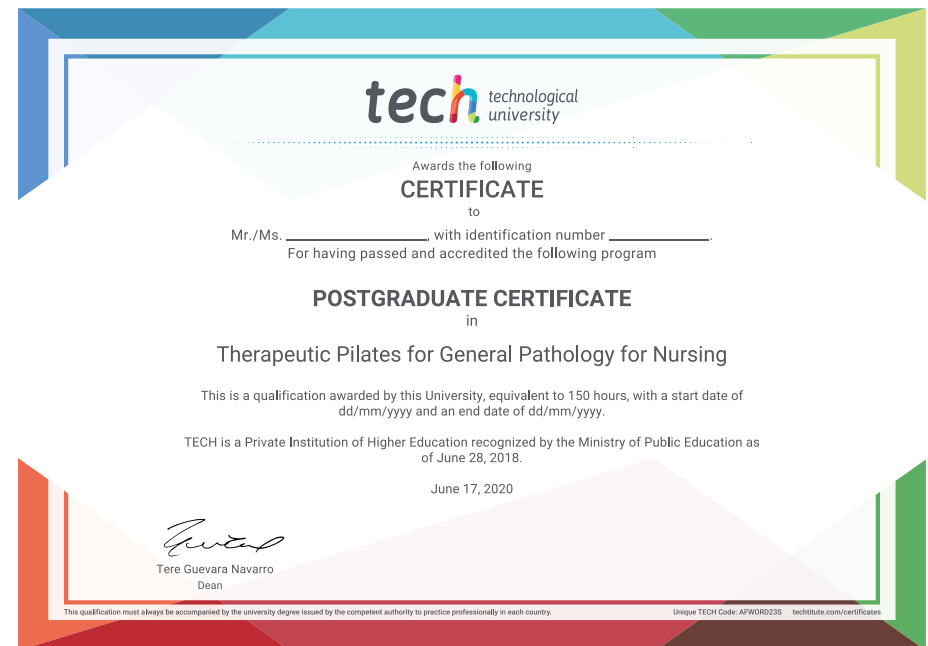 tech technological
university
Awards the following
CERTIFICATE
to
Mr./Ms. ____________________, with identification number ______________.
For having passed and accredited the following program
POSTGRADUATE CERTIFICATE
in
Therapeutic Pilates for General Pathology for Nursing
This is a qualification awarded by this University, equivalent to 150 hours, with a start date of
dd/mm/yyyy and an end date of dd/mm/yyyy.
TECH is a Private Institution of Higher Education recognized by the Ministry of Public Education as
of June 28, 2018.
June 17, 2020
Tere Guevara Navarro
Dean
This qualification must always be accompanied by the university degree issued by the competent authority to practice professionally in each country. Unique TECH Code: AFWORD23S techtitute.com/certificates